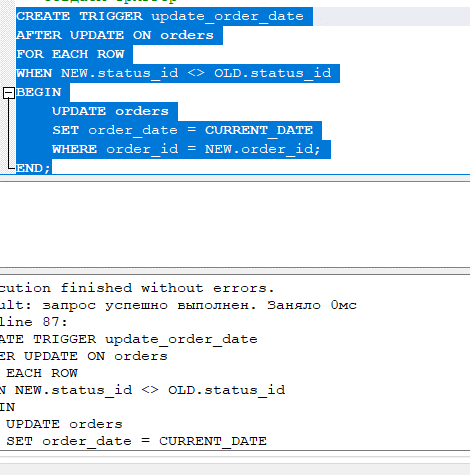 CREATE TRIGGER update_order_date
AFTER UPDATE ON orders
FOR EACH ROW
WHEN NEW.status_id <> OLD.status_id
BEGIN
UPDATE orders
SET order_date = CURRENT_DATE
WHERE order_id = NEW.order_id;
END;
cution finished without errors.
ult: запрос успешно выполнен. Заняло 0мс
line 87:
ATE TRIGGER update_order_date
ER UPDATE ON orders
EACH ROW
N NEW.status_id <> OLD.status_id
IN
UPDATE orders
SET order_date = CURRENT_DATE